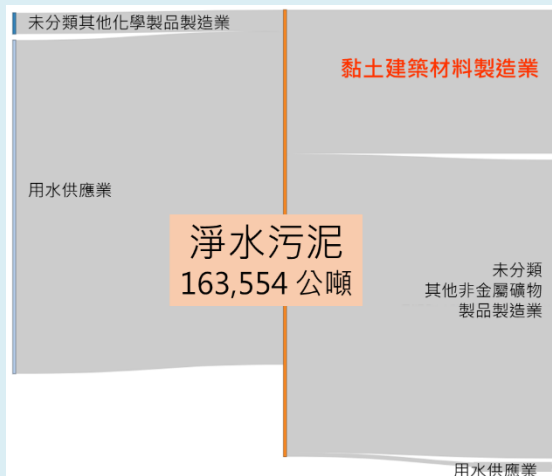 未分類其他化學製品製造業
黏土建築材料製造業
用水供應業
淨水污泥
163,554 公噸
未分類
其他非金屬礦物
製品製造業
用水供應業